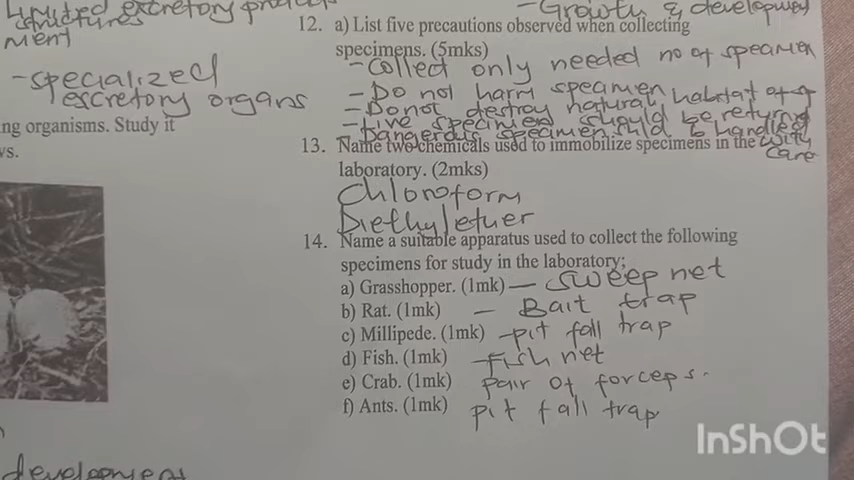 Limited excretory
structures
ment
-specialized
excretory organs
ng organisms. Study it
ws.
development
-Growth & development
12. a) List five precautions observed when collecting
specimens. (5mks)
-collect only needed no of specimen
-Do not harm specimen
-Do not destroy natural habitat of
-Live specimen should be returned
-Dangerous specimen shld b handled
with
care
13. Name two chemicals used to immobilize specimens in the
laboratory. (2mks)
Chloroform
Diethylether
14. Name a suitable apparatus used to collect the following
specimens for study in the laboratory;
a) Grasshopper. (1mk) — sweep net
b) Rat. (1mk) - Bait trap
c) Millipede. (1mk) -pit fall trap
d) Fish. (1mk) -fish net
e) Crab. (1mk) pair of forceps.
f) Ants. (1mk) pit fall trap
InShOt